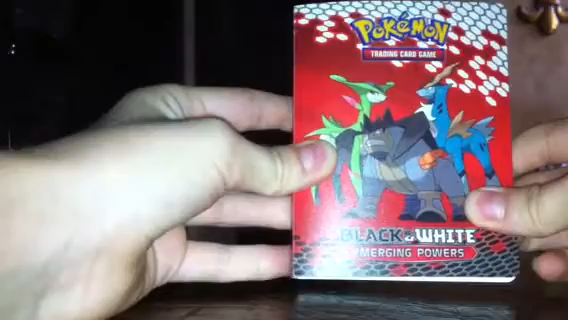 POKéMON
TRADING CARD GAME
BLACK & WHITE
EMERGING POWERS